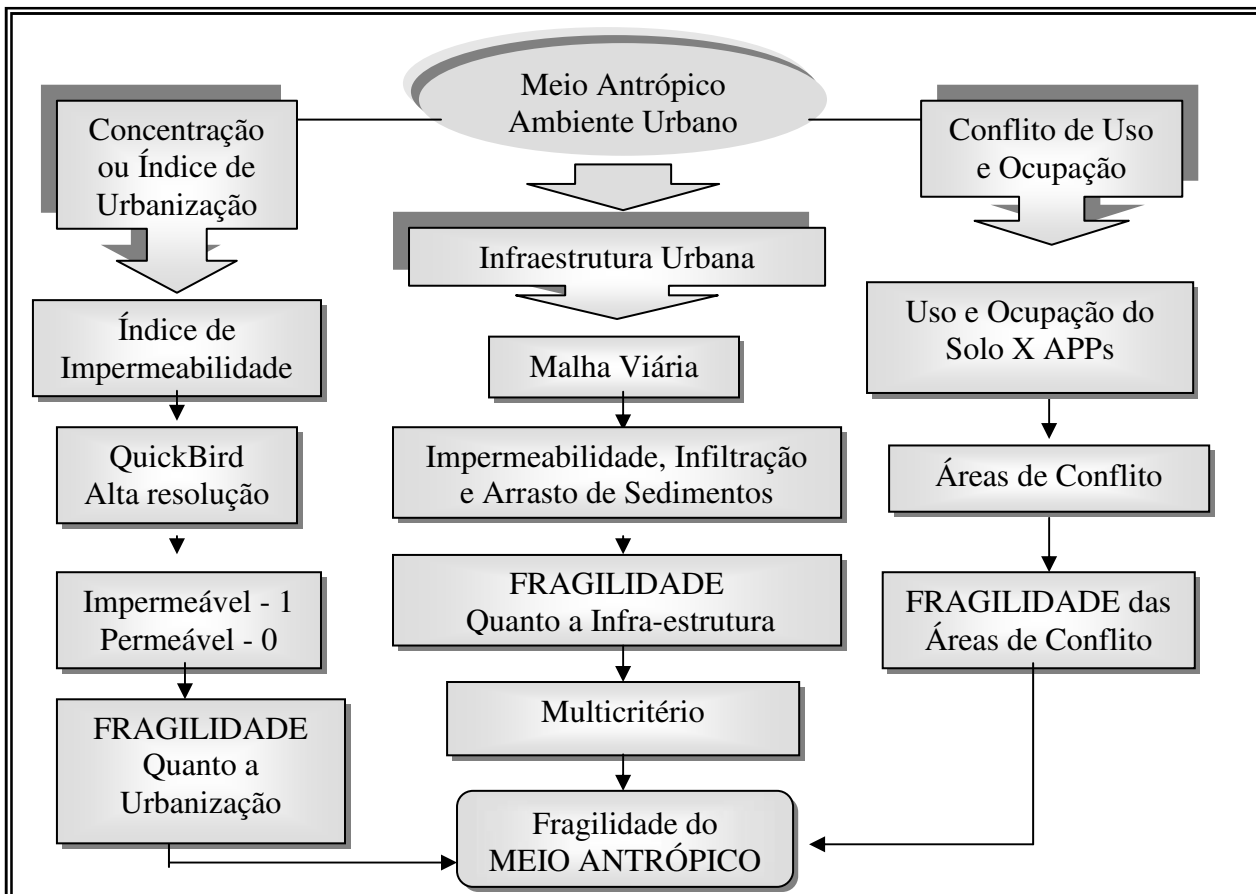 Meio Antrópico
Ambiente Urbano
Concentração
ou Índice de
Urbanização
Índice de
Impermeabilidade
QuickBird
Alta resolução
Impermeável - 1
Permeável - 0
FRAGILIDADE
Quanto a
Urbanização
Infraestrutura Urbana
Malha Viária
Impermeabilidade, Infiltração
e Arrasto de Sedimentos
FRAGILIDADE
Quanto a Infra-estrutura
Multicritério
Fragilidade do
MEIO ANTRÓPICO
Conflito de Uso
e Ocupação
Uso e Ocupação do
Solo X APPs
Áreas de Conflito
FRAGILIDADE das
Áreas de Conflito